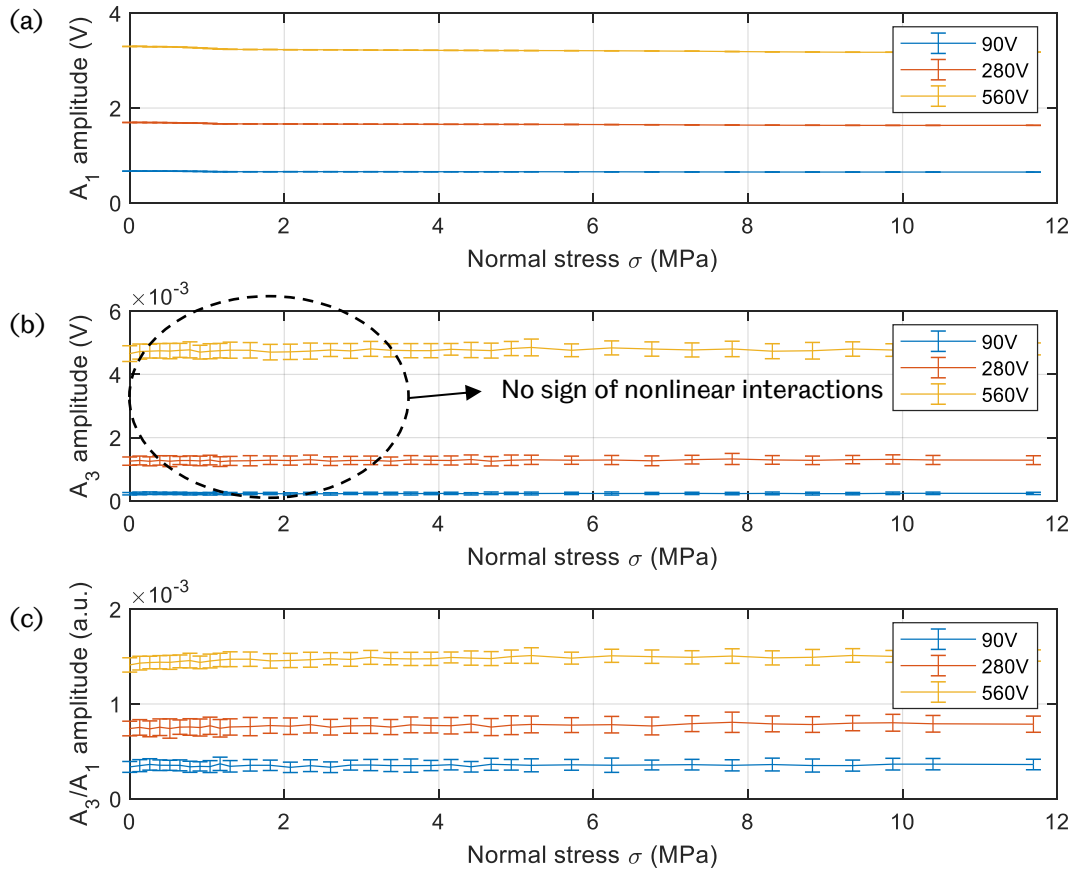 (a)
4
2
0
A1 amplitude (V)
90V
280V
560V
0 2 4 6 8 10 12
Normal stress σ (MPa)
(b)
×10-3
6
4
2
0
A3 amplitude (V)
No sign of nonlinear interactions
90V
280V
560V
0 2 4 6 8 10 12
Normal stress σ (MPa)
(c)
×10-3
2
1
0
A3/A1 amplitude (a.u.)
90V
280V
560V
0 2 4 6 8 10 12
Normal stress σ (MPa)